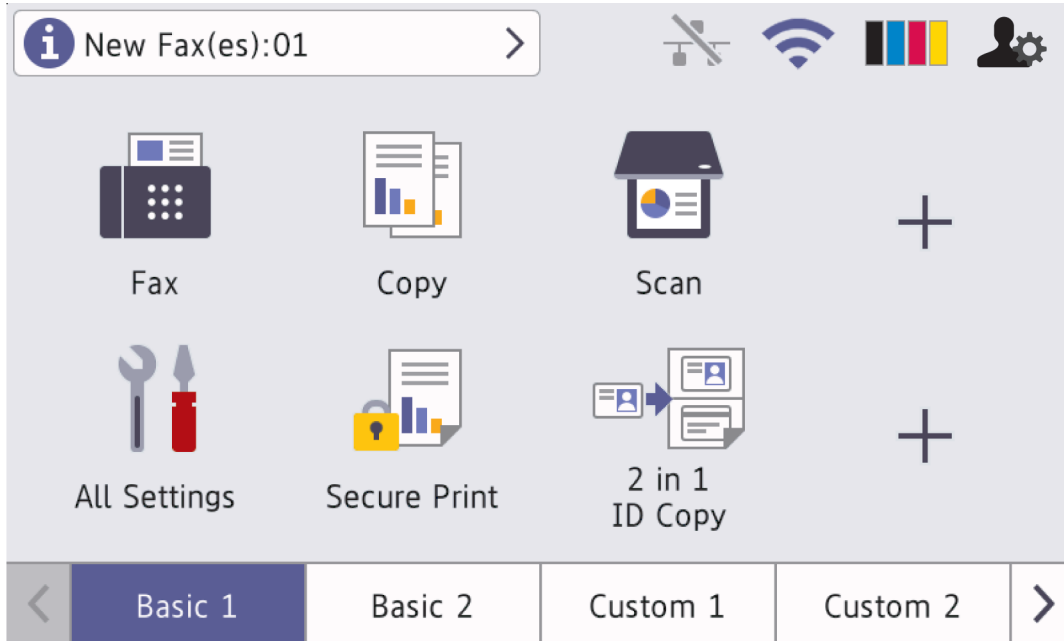 New Fax(es):01
Fax
Copy
Scan
All Settings
Secure Print
2 in 1
ID Copy
Basic 1
Basic 2
Custom 1
Custom 2